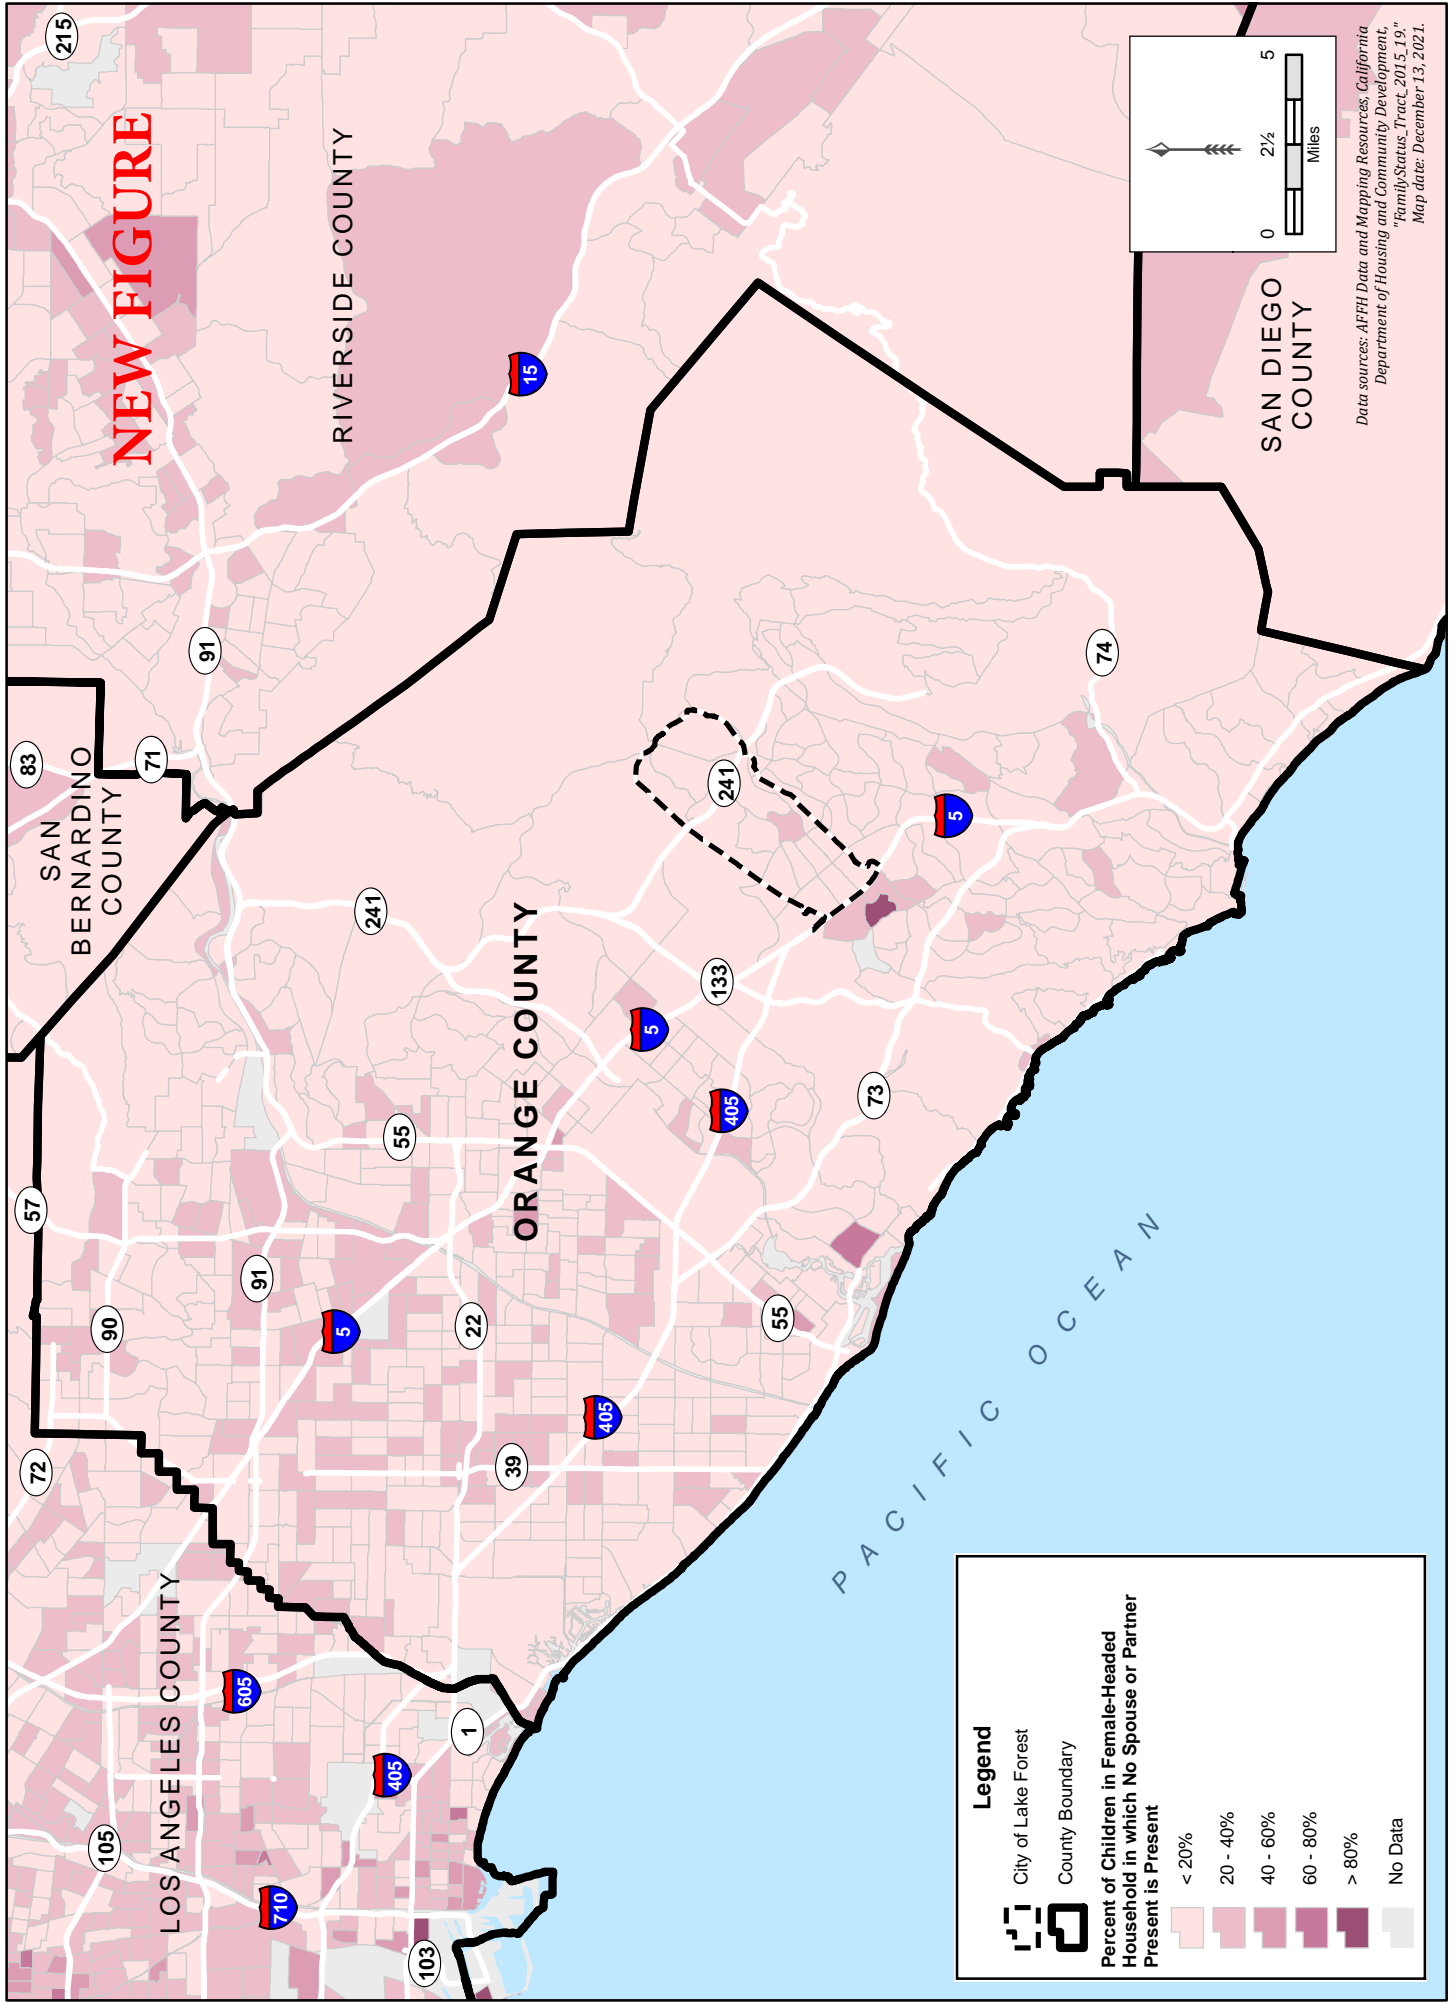 NEW FIGURE
LOS ANGELES COUNTY
SAN
BERNARDINO
COUNTY
RIVERSIDE COUNTY
ORANGE COUNTY
SAN DIEGO
COUNTY
PACIFIC OCEAN
105
72
57
83
71
215
710
605
90
91
91
103
405
5
55
241
15
1
39
22
405
5
133
241
405
55
73
5
74
Legend
City of Lake Forest
County Boundary
Percent of Children in Female-Headed
Household in which No Spouse or Partner
Present is Present
< 20%
20 - 40%
40 - 60%
60 - 80%
> 80%
No Data
0 2½ 5
Miles
Data sources: AFFH Data and Mapping Resources, California
Department of Housing and Community Development,
"FamilyStatus_Tract_2015_19."
Map date: December 13, 2021.